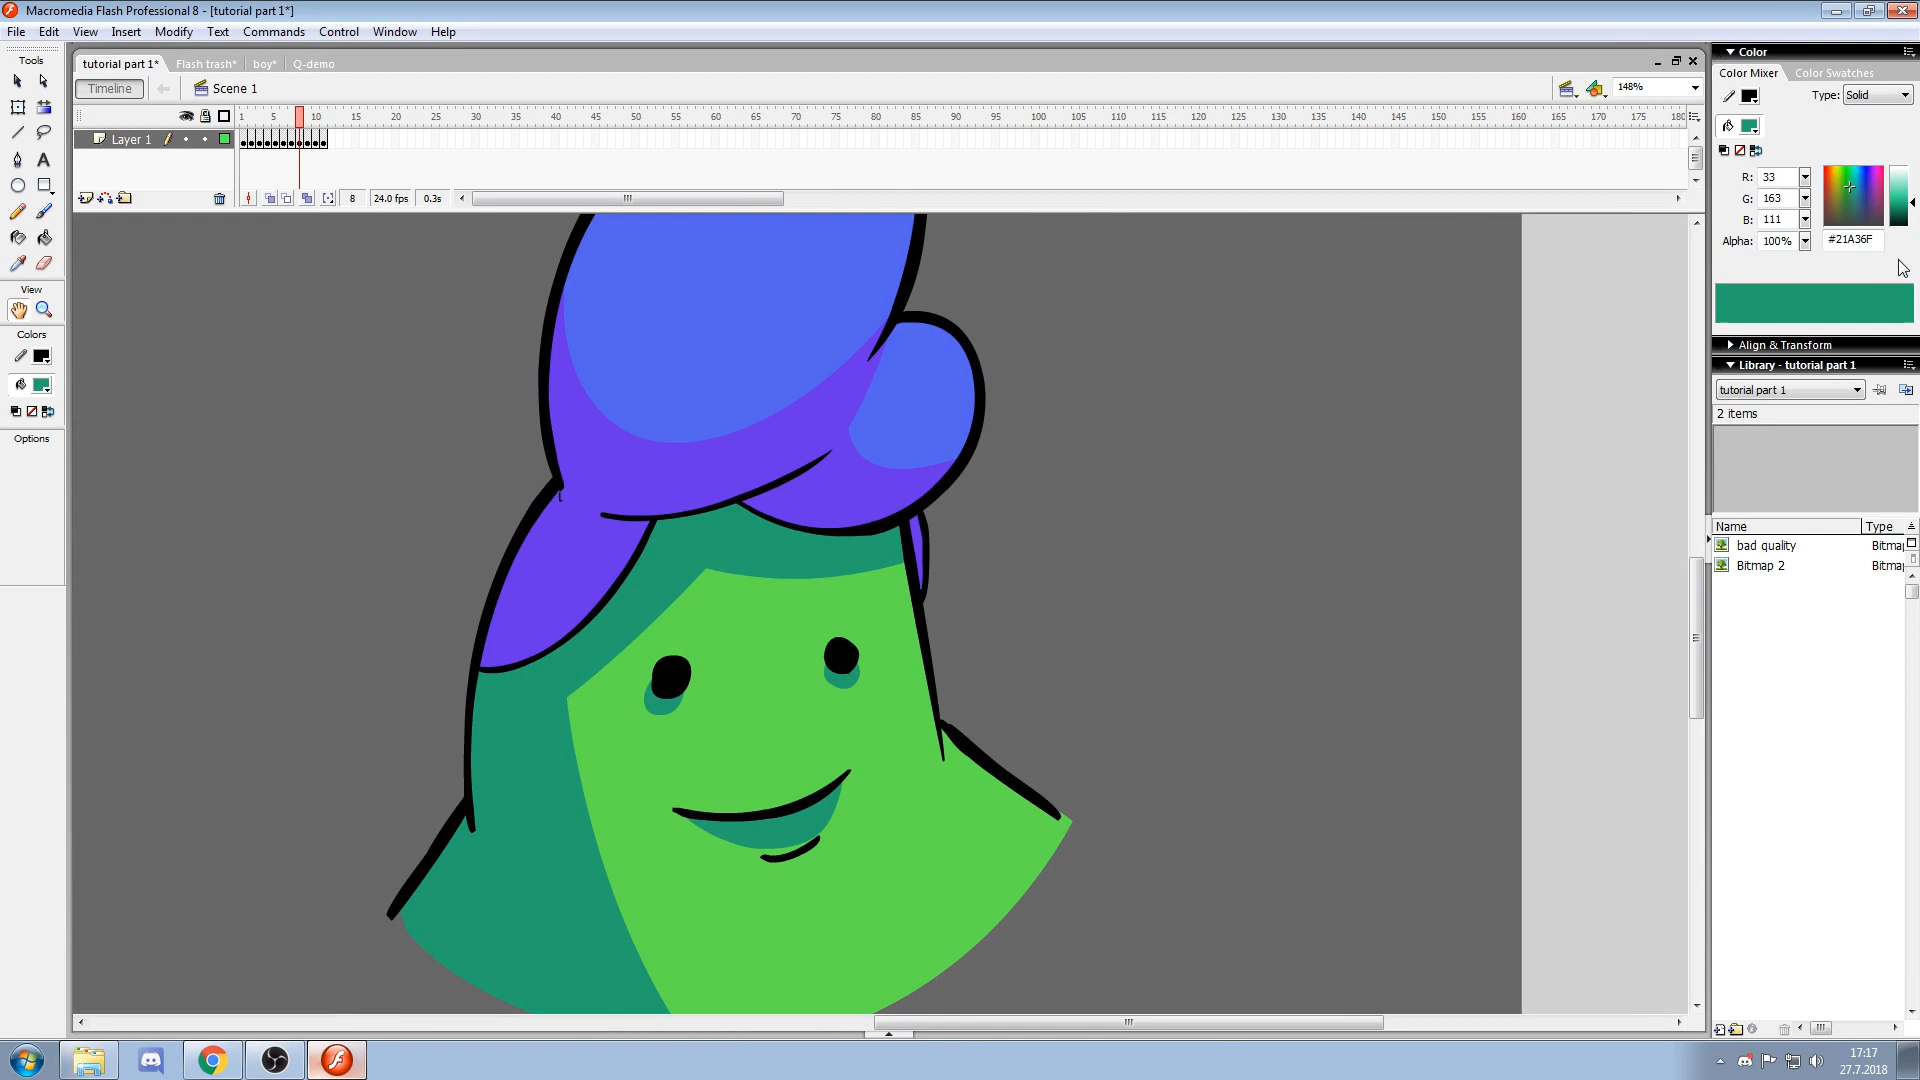 Macromedia Flash Professional 8 - [tutorial part 1*]
File Edit View Insert Modify Text Commands Control Window Help
Tools
View
Colors
Options
tutorial part 1* Flash trash* boy* Q-demo
Timeline Scene 1 148%
1 5 10 15 20 25 30 35 40 45 50 55 60 65 70 75 80 85 90 95 100 105 110 115 120 125 130 135 140 145 150 155 160 165 170 175 180
Layer 1
8 24.0 fps 0.3s
Color
Color Mixer Color Swatches
Type: Solid
R: 33
G: 163
B: 111
Alpha: 100% #21A36F
Align & Transform
Library - tutorial part 1
tutorial part 1
2 items
Name Type
bad quality Bitma
Bitmap 2 Bitma
17:17
27.7.2018